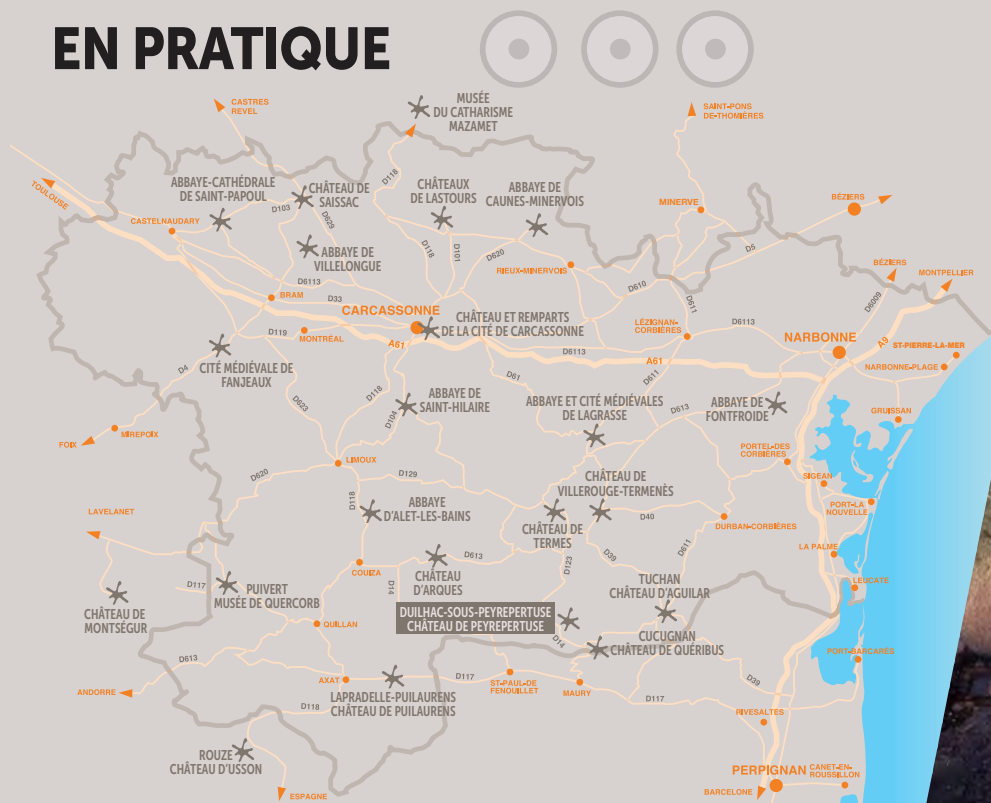 EN PRATIQUE
CASTRES
REVEL
MUSÉE
DU CATHARISME
MAZAMET
SAINT-PONS
DE-THOMIÈRES
TOULOUSE
ABBAYE-CATHÉDRALE
DE SAINT-PAPOUL
CHÂTEAU DE
SAISSAC
D118
CHÂTEAUX
DE LASTOURS
ABBAYE DE
CAUNES-MINERVOIS
MINERVE
BÉZIERS
CASTELNAUDARY
D103
D629
ABBAYE DE
VILLELONGUE
D118
D101
D620
RIEUX-MINERVOIS
D5
BÉZIERS
MONTPELLIER
D6113
D610
BRAM
D33
D611
D6009
CARCASSONNE
CHÂTEAU ET REMPARTS
DE LA CITÉ DE CARCASSONNE
LÉZIGNAN-
CORBIÈRES
D6113
NARBONNE
D119
MONTRÉAL
A61
D6113
A61
A9
ST-PIERRE-LA-MER
NARBONNE-PLAGE
D4
CITÉ MÉDIÉVALE DE
FANJEAUX
D61
D611
D118
D623
D104
ABBAYE DE
SAINT-HILAIRE
ABBAYE ET CITÉ MÉDIÉVALES
DE LAGRASSE
D613
ABBAYE DE
FONTFROIDE
GRUISSAN
FOIX
MIREPOIX
PORTEL-DES
CORBIÈRES
LIMOUX
D620
D129
CHÂTEAU DE
VILLEROUGE-TERMENÈS
SIGEAN
D118
ABBAYE
D'ALET-LES-BAINS
PORT-LA
NOUVELLE
LAVELANET
CHÂTEAU DE
TERMES
D40
DURBAN-CORBIÈRES
LA PALME
D613
D39
D611
COUIZA
CHÂTEAU
D'ARQUES
D123
D117
PUIVERT
MUSÉE DE QUERCORB
D14
TUCHAN
CHÂTEAU D'AGUILAR
LEUCATE
CHÂTEAU DE
MONTSÉGUR
DUILHAC-SOUS-PEYREPERTUSE
CHÂTEAU DE PEYREPERTUSE
QUILLAN
D14
CUCUGNAN
CHÂTEAU DE QUÉRIBUS
PORT-BARCARÈS
D613
ANDORRE
AXAT
D117
ST-PAUL-DE
FENOUILLET
MAURY
D117
D39
LAPRADELLE-PUILAURENS
CHÂTEAU DE PUILAURENS
D118
RIVESALTES
ROUZE
CHÂTEAU D'USSON
PERPIGNAN
CANET-EN-
ROUSSILLON
ESPAGNE
BARCELONE